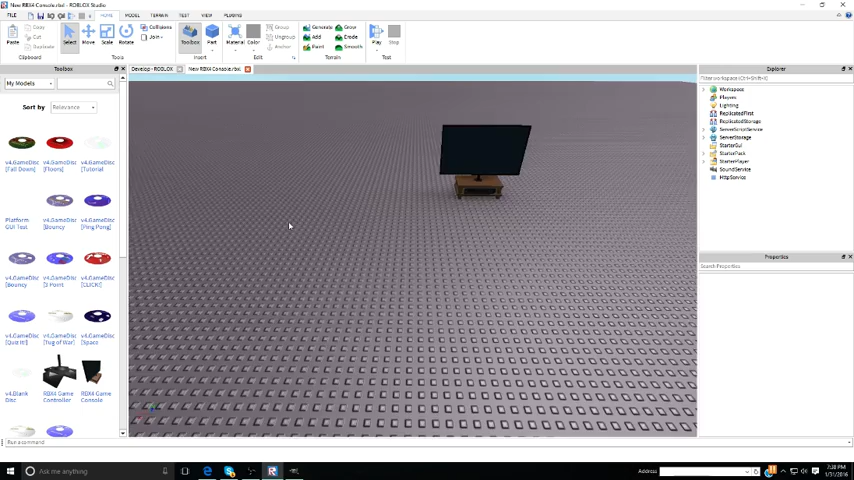 New RBX4 Console.rbxl - ROBLOX Studio
FILE HOME MODEL TERRAIN TEST VIEW PLUGINS
Paste Copy Cut Duplicate Select Move Scale Rotate Collisions Join Toolbox Part Material Color Group Ungroup Anchor Generate Add Paint Grow Erode Smooth Play Stop
Clipboard Tools Insert Edit Terrain Test
Toolbox Develop - ROBLOX New RBX4 Console.rbxl Explorer
My Models
Filter workspace
Sort by Relevance
Workspace
Players
Lighting
ReplicatedFirst
ReplicatedStorage
ServerScriptService
ServerStorage
StarterGui
StarterPack
StarterPlayer
SoundService
HttpService
v4.GameDisc [Fall Down] v4.GameDisc [Floors] v4.GameDisc [Tutorial
Platform GUI Test v4.GameDisc [Bouncy v4.GameDisc [Ping Pong]
v4.GameDisc [Bouncy v4.GameDisc [3 Point v4.GameDisc [CLICK!]
v4.GameDisc [Quiz It!] v4.GameDisc [Tug of War] v4.GameDisc [Space
v4.Blank Disc RBX4 Game Controller RBX4 Game Console
Properties
Search Properties
Run a command
Ask me anything
Address
7:38 PM
1/31/2016